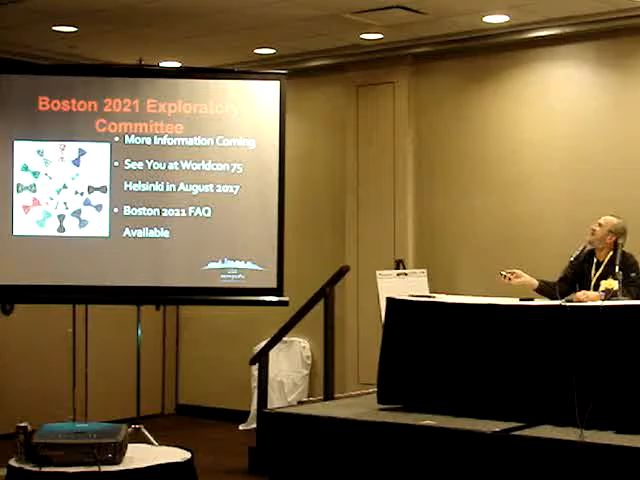 Boston 2021 Exploratory
Committee
• More Information Coming
• See You at Worldcon 75
Helsinki in August 2017
• Boston 2021 FAQ
Available